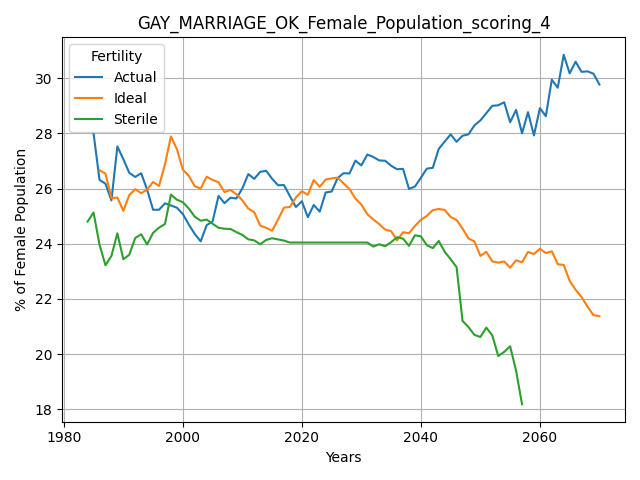 GAY_MARRIAGE_OK_Female_Population_scoring_4
Fertility
Actual
Ideal
Sterile
% of Female Population
30
28
26
24
22
20
18
1980
2000
2020
2040
2060
Years